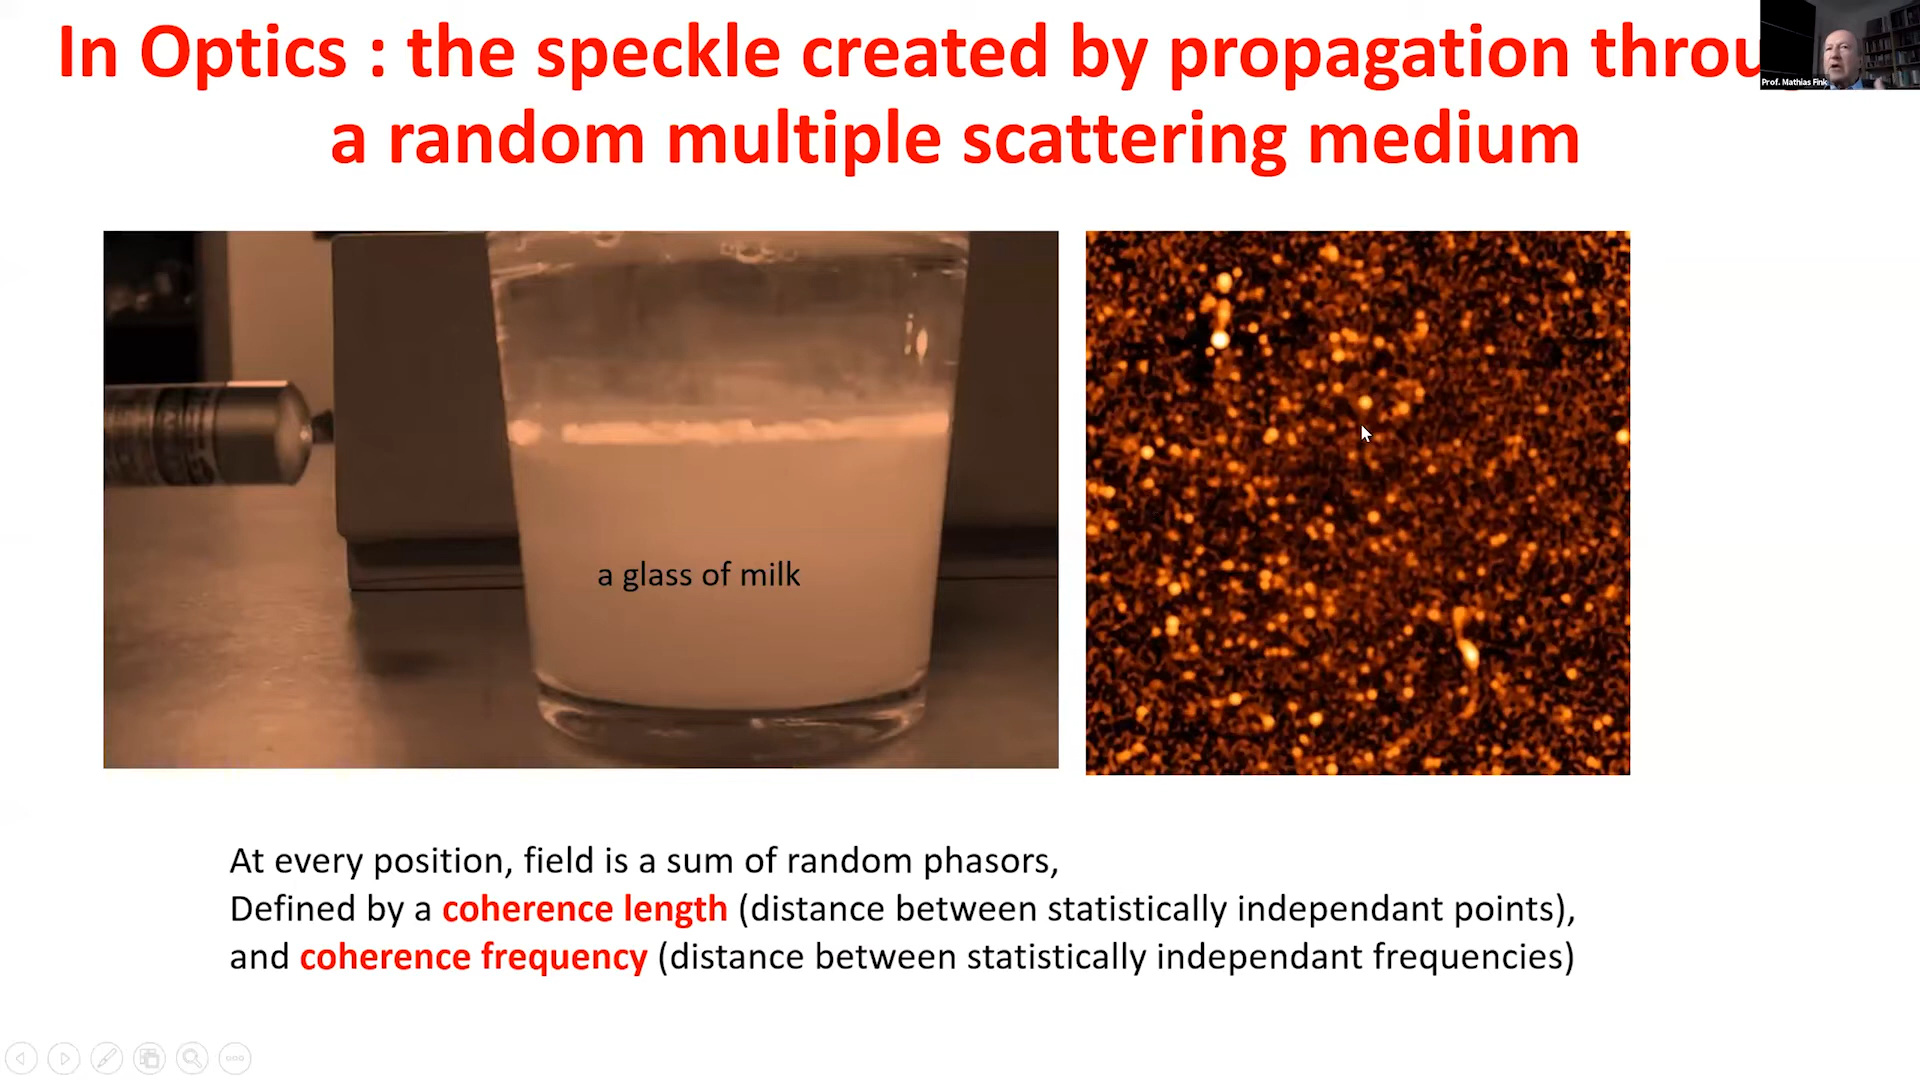 In Optics : the speckle created by propagation throu
a random multiple scattering medium
Prof. Mathias Fink
a glass of milk
At every position, field is a sum of random phasors,
Defined by a coherence length (distance between statistically independant points),
and coherence frequency (distance between statistically independant frequencies)